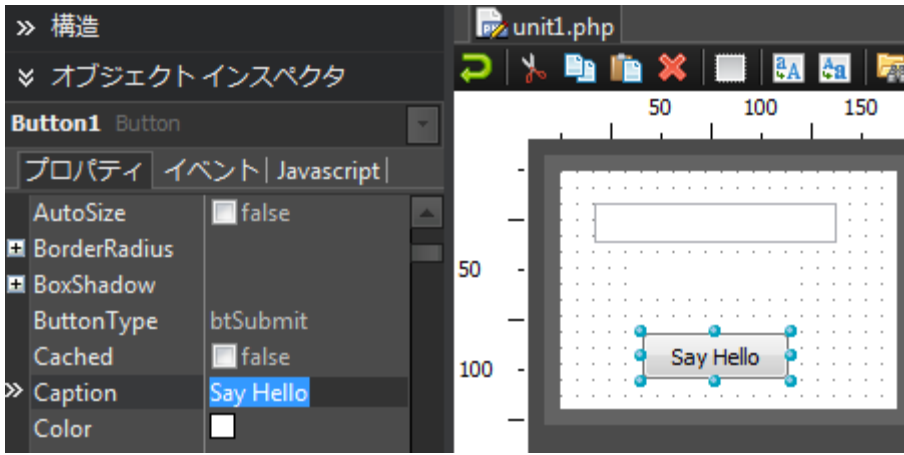 構造
オブジェクト インスペクタ
Button1 Button
プロパティ イベント Javascript
AutoSize false
BorderRadius
BoxShadow
ButtonType btSubmit
Cached false
Caption Say Hello
Color
unit1.php
50 100 150
50
100
Say Hello